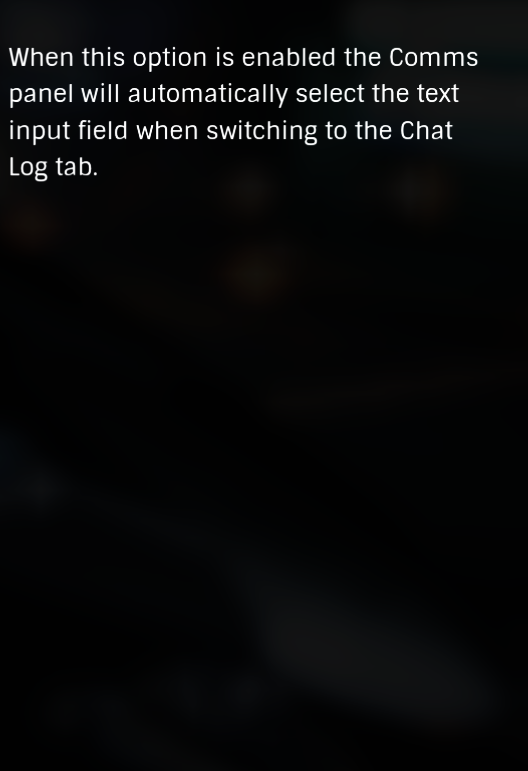 When this option is enabled the Comms
panel will automatically select the text
input field when switching to the Chat
Log tab.